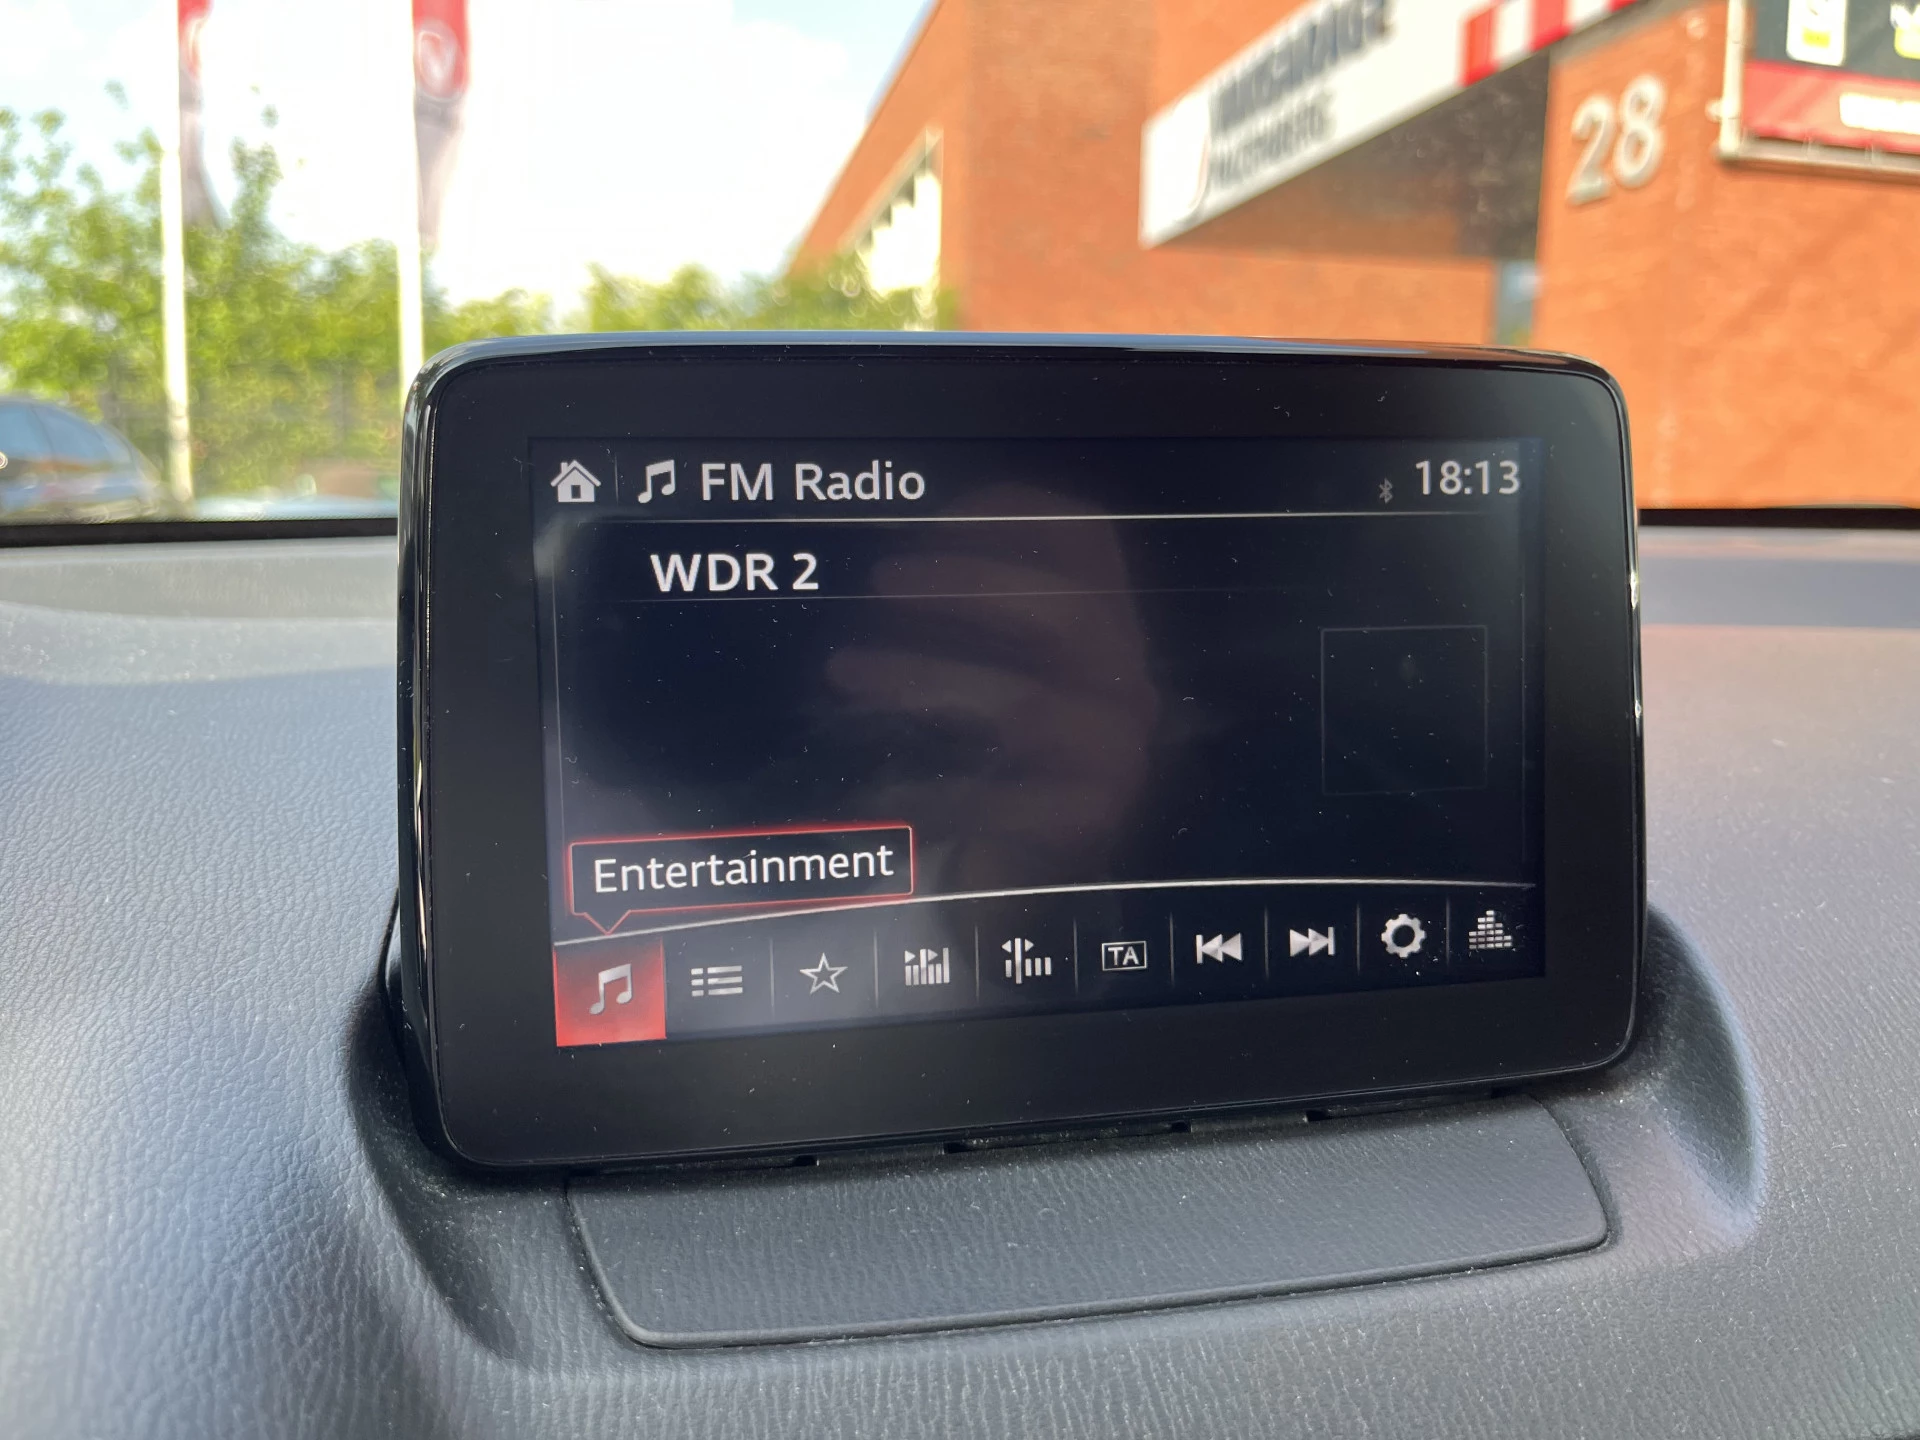 28
FM Radio
18:13
WDR 2
Entertainment
TA